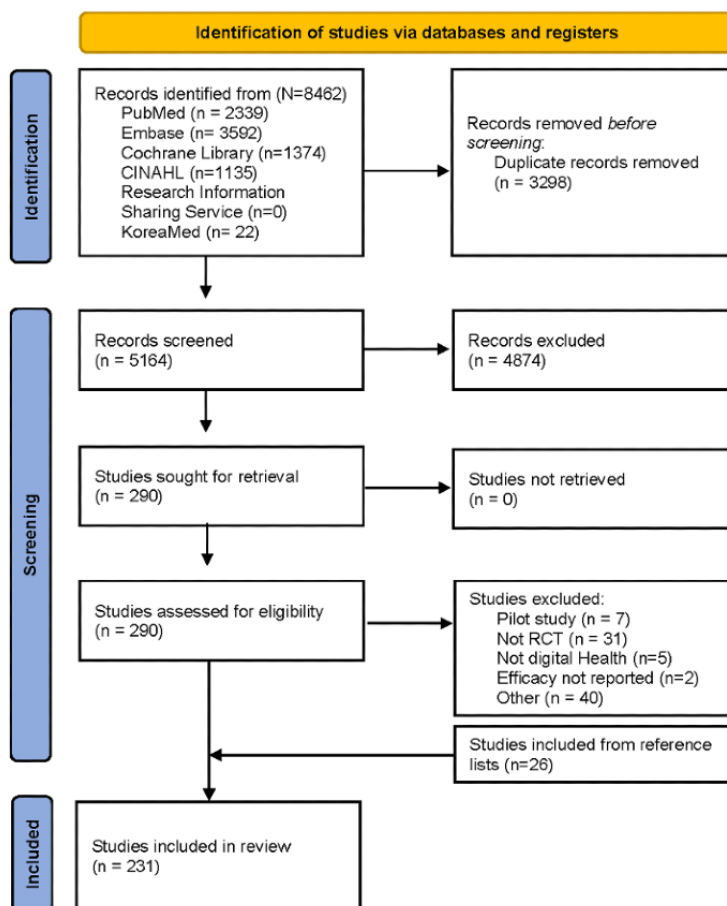 Identification of studies via databases and registers
Identification
Records identified from (N=8462)
PubMed (n = 2339)
Embase (n = 3592)
Cochrane Library (n=1374)
CINAHL (n=1135)
Research Information
Sharing Service (n=0)
KoreaMed (n= 22)
Records removed before
screening:
Duplicate records removed
(n = 3298)
Screening
Records screened
(n = 5164)
Records excluded
(n = 4874)
Studies sought for retrieval
(n = 290)
Studies not retrieved
(n = 0)
Studies assessed for eligibility
(n = 290)
Studies excluded:
Pilot study (n = 7)
Not RCT (n = 31)
Not digital Health (n=5)
Efficacy not reported (n=2)
Other (n = 40)
Studies included from reference
lists (n=26)
Included
Studies included in review
(n = 231)